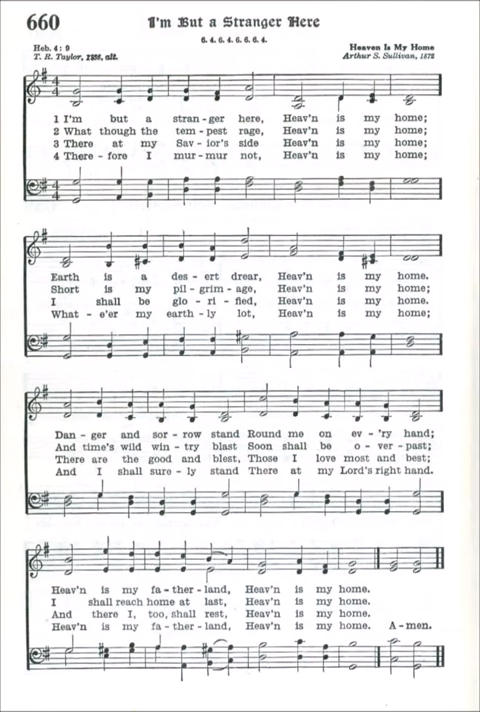 660
I'm But a Stranger Here
6. 4. 6. 4. 6. 6. 6. 4.
Heb. 4: 9
Heaven Is My Home
T. R. Taylor, 1836, alt.
Arthur S. Sullivan, 1872
1 I'm but a stran - ger here, Heav'n is my home;
2 What though the tem - pest rage, Heav'n is my home;
3 There at my Sav - ior's side Heav'n is my home;
4 There - fore I mur - mur not, Heav'n is my home;
Earth is a des - ert drear, Heav'n is my home.
Short is my pil - grim - age, Heav'n is my home;
I shall be glo - ri - fied, Heav'n is my home.
What - e'er my earth - ly lot, Heav'n is my home;
Dan - ger and sor - row stand Round me on ev - 'ry hand;
And time's wild win - try blast Soon shall be o - ver - past;
There are the good and blest, Those I love most and best;
And I shall sure - ly stand There at my Lord's right hand.
Heav'n is my fa - ther - land, Heav'n is my home.
I shall reach home at last, Heav'n is my home.
And there I, too, shall rest, Heav'n is my home.
Heav'n is my fa - ther - land, Heav'n is my home. A - men.